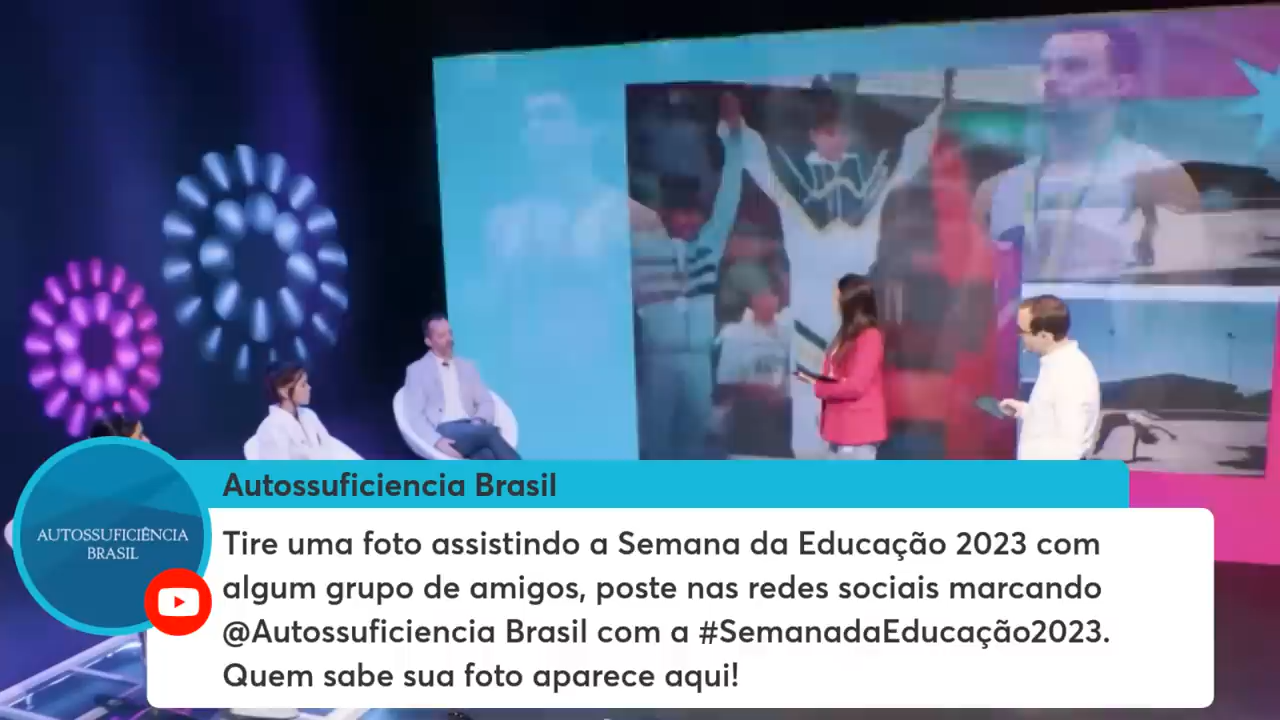 Autossuficiencia Brasil
AUTOSSUFICIÊNCIA
BRASIL
Tire uma foto assistindo a Semana da Educação 2023 com
algum grupo de amigos, poste nas redes sociais marcando
@Autossuficiencia Brasil com a #SemanadaEducação2023.
Quem sabe sua foto aparece aqui!